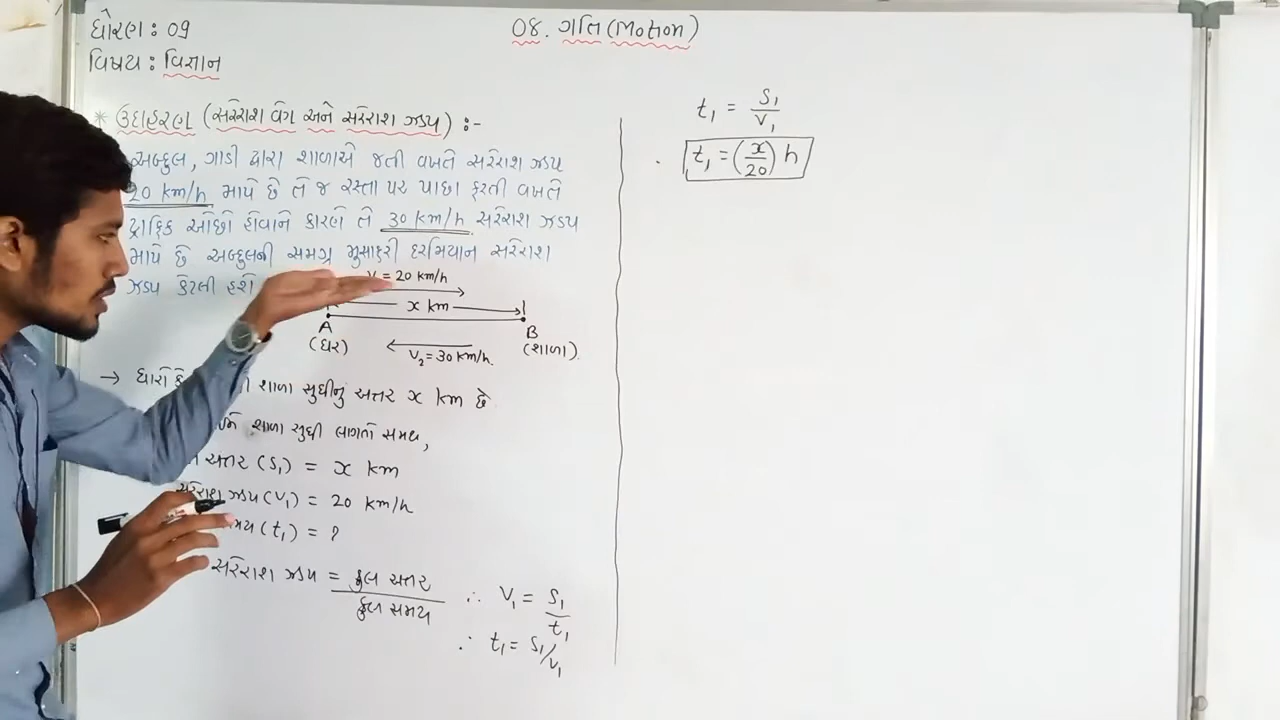 ધોરણ : 09
વિષય : વિજ્ઞાન
08. ગતિ (Motion)
* ઉદાહરણ (સરેરાશ વેગ અને સરેરાશ ઝડપ) :-
અબ્દુલ, ગાડી દ્વારા શાળાએ જતી વખતે સરેરાશ ઝડપ
20 km/h માપે છે તે જ રસ્તા પર પાછા ફરતી વખતે
ટ્રાફિક ઓછો હોવાને કારણે તે 30 km/h સરેરાશ ઝડપ
માપે છે અબ્દુલની સમગ્ર મુસાફરી દરમિયાન સરેરાશ
ઝડપ કેટલી હશે
= 20 km/h
x km
A
B
(ઘર)
(શાળા).
V₂ = 30 km/h.
→ ધારો કે શાળા સુધીનું અંતર x km છે
શાળા સુધી લાગતો સમય,
અંતર (S₁) = x km
સરેરાશ ઝડપ (V₁) = 20 km/h
(t₁) = ?
સરેરાશ ઝડપ = કુલ અંતર / કુલ સમય
∴ V₁ = S₁ / t₁
∴ t₁ = S₁/V₁
t₁ = S₁ / V₁
. t₁ = (x/20) h